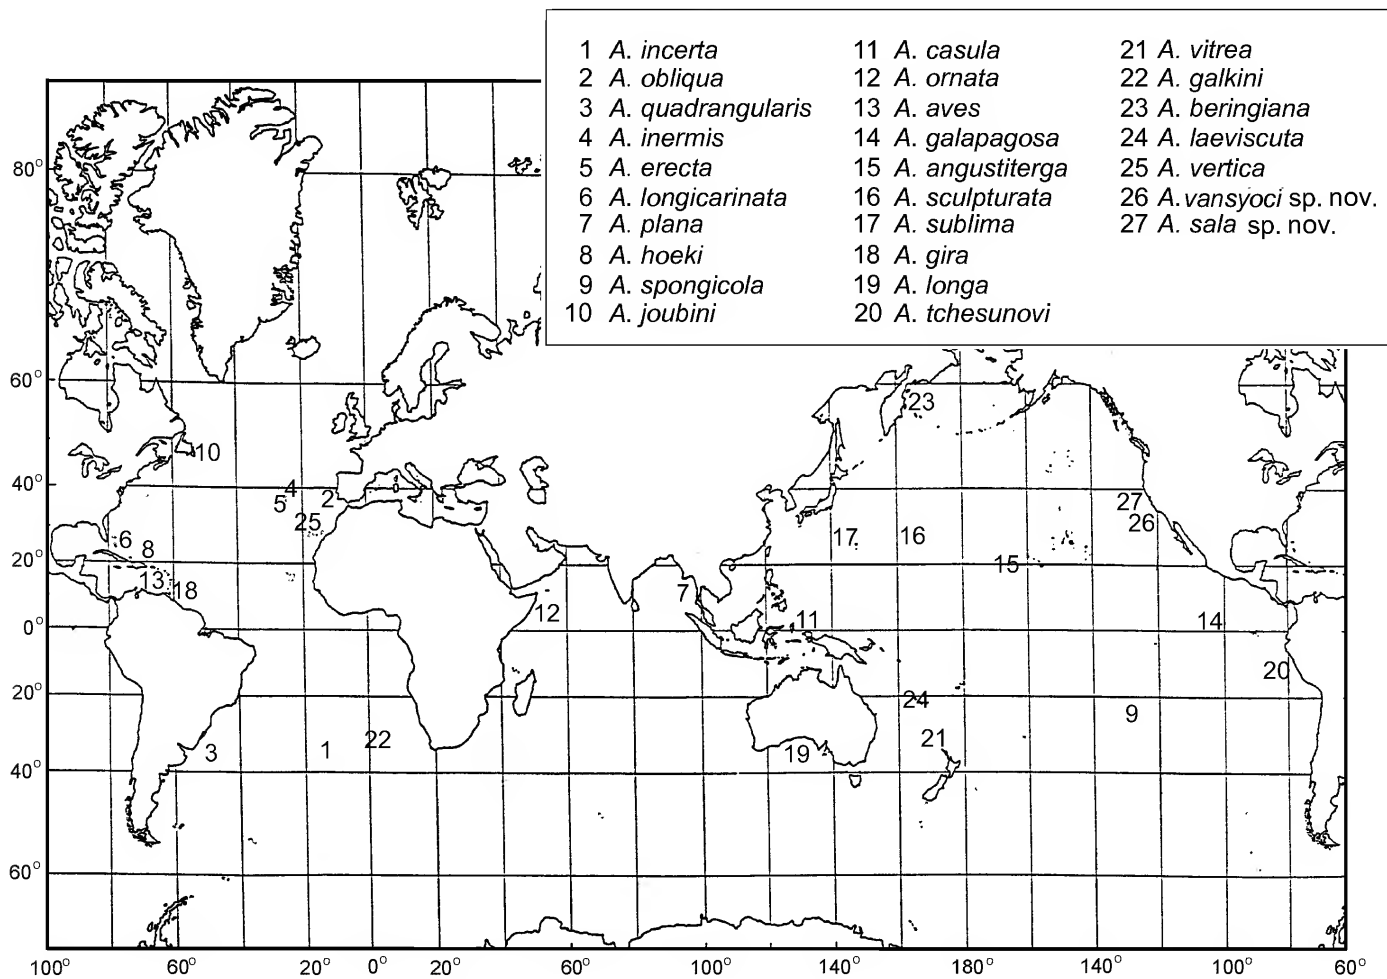 1 A. incerta
2 A. obliqua
3 A. quadrangularis
4 A. inermis
5 A. erecta
6 A. longicarinata
7 A. plana
8 A. hoeki
9 A. spongicola
10 A. joubini
11 A. casula
12 A. ornata
13 A. aves
14 A. galapagosa
15 A. angustiterga
16 A. sculpturata
17 A. sublima
18 A. gira
19 A. longa
20 A. tchesunovi
21 A. vitrea
22 A. galkini
23 A. beringiana
24 A. laeviscuta
25 A. vertica
26 A. vansyoci sp. nov.
27 A. sala sp. nov.
80°
60°
23
10
40°
4
5
2
25
27
26
6
8
17
16
20°
13
18
15
7
12
11
14
0°
20
20°
24
9
3
1
22
19
21
40°
60°
100° 60° 20° 0° 20° 60° 100° 140° 180° 140° 100° 60°